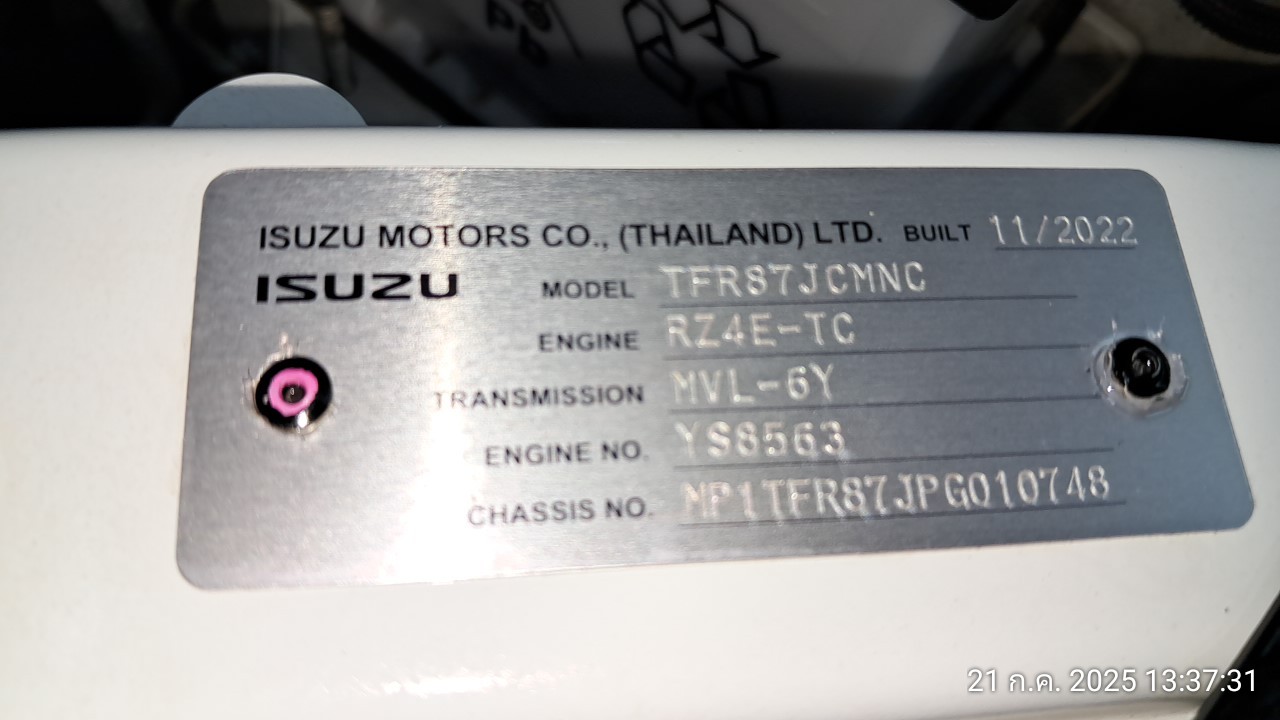 ISUZU MOTORS CO., (THAILAND) LTD. BUILT 11/2022
ISUZU MODEL TFR87JCMNC
ENGINE RZ4E-TC
TRANSMISSION MVL-6Y
ENGINE NO. YS8563
CHASSIS NO. MP1TFR87JPG010748
21 ก.ค. 2025 13:37:31